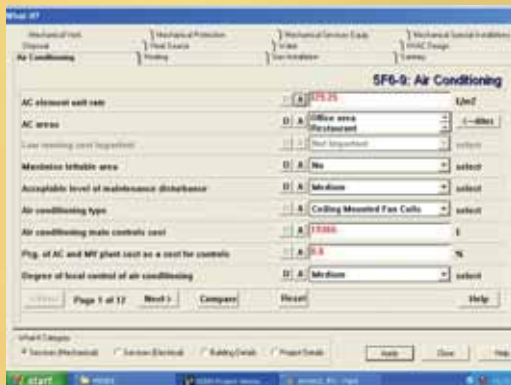 What If?
Mechanical Vent. Mechanical Protection Mechanical Services Equip. Mechanical Special Installations
Disposal Heat Source Water HVAC Design
Air Conditioning Heating Gas Installation Sanitary
SF6-9: Air Conditioning
AC element unit rate A £/m2
AC areas D A Office area
Restaurant
Low running cost important Not Important select
Maximise lettable area A No select
Acceptable level of maintenance disturbance D A Medium select
Air conditioning type A Ceiling Mounted Fan Coils select
Air conditioning main controls cost A £
Pcg. of AC and MV plant cost as a cost for controls A %
Degree of local control of air conditioning D A Medium select
Page 1 of 12 Next > Compare Reset Help
What If Category
Services (Mechanical) Services (Electrical) Building Details Project Details Apply Close Help
start